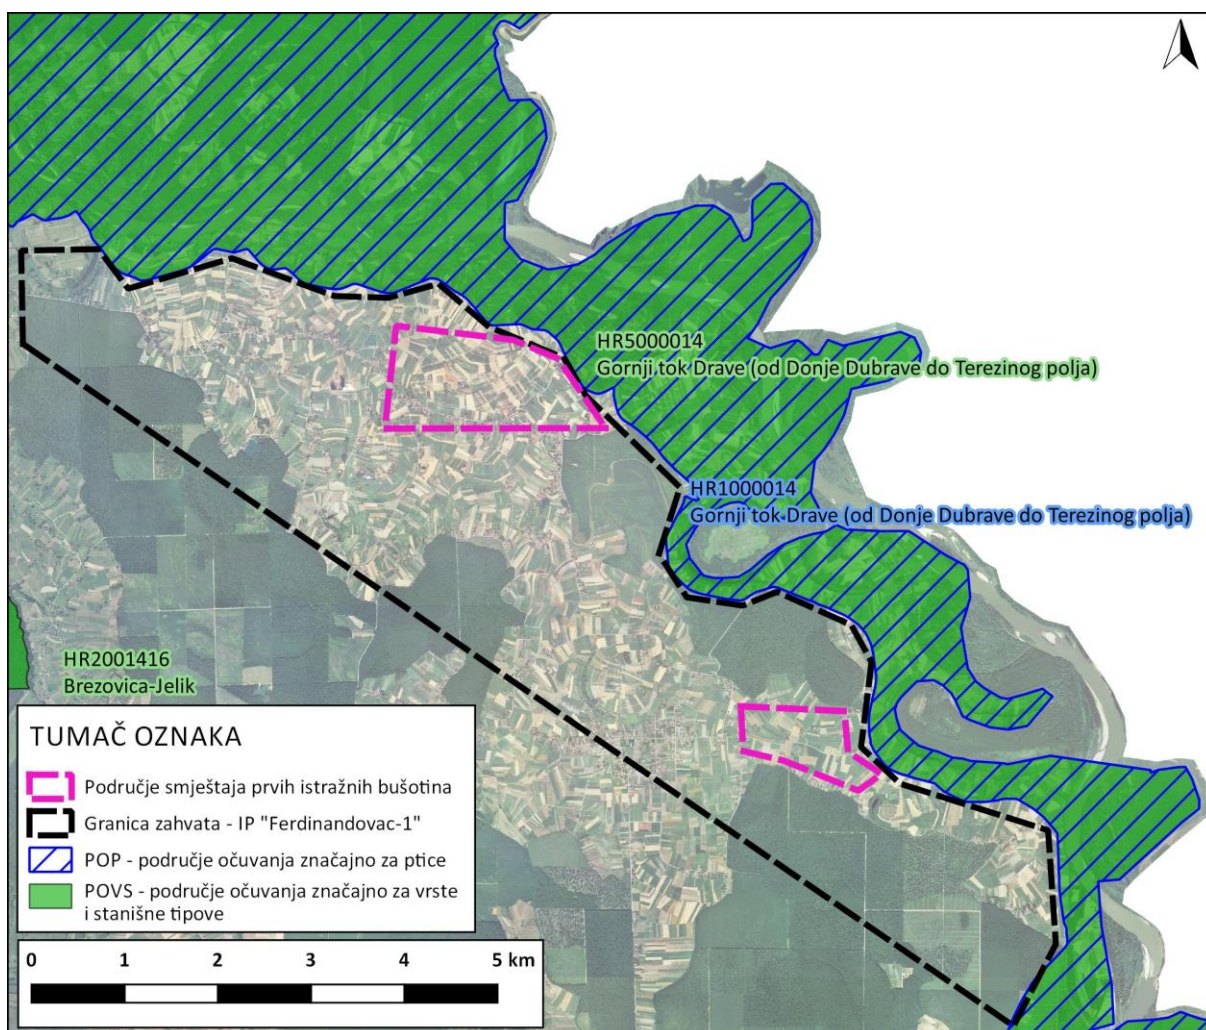 HR5000014
Gornji tok Drave (od Donje Dubrave do Terezinog polja)
HR1000014
Gornji tok Drave (od Donje Dubrave do Terezinog polja)
HR2001416
Brezovica-Jelik
TUMAČ OZNAKA
Područje smještaja prvih istražnih bušotina
Granica zahvata - IP "Ferdinandovac-1"
POP - područje očuvanja značajno za ptice
POVS - područje očuvanja značajno za vrste
i stanišne tipove
0 1 2 3 4 5 km